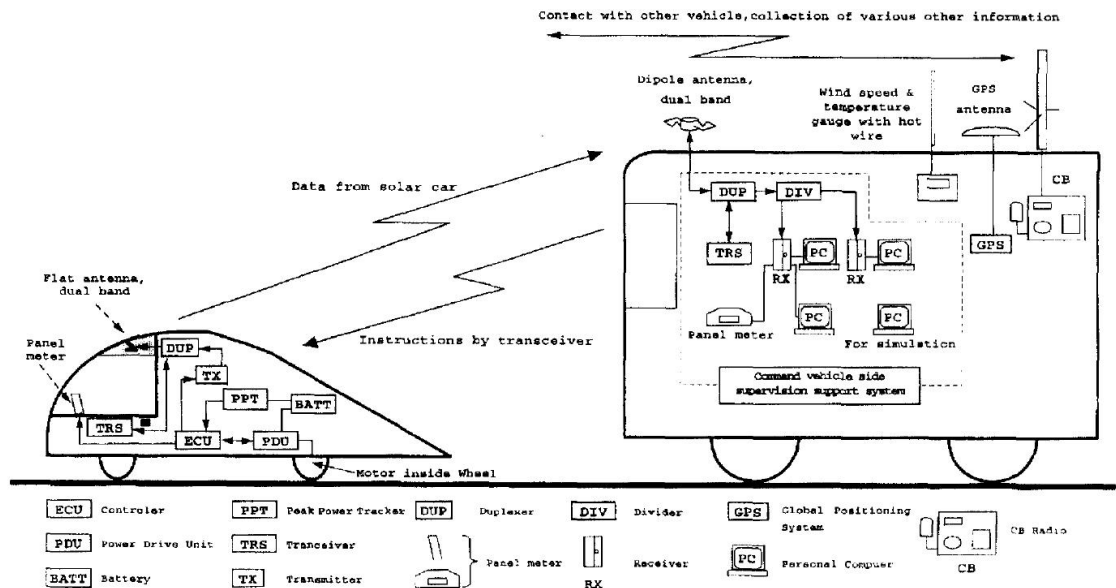 Contact with other vehicle,collection of various other information
Dipole antenna,
dual band
Wind speed &
temperature
gauge with hot
wire
GPS
antenna
Data from solar car
DUP
DIV
CB
TRS
PC
PC
GPS
RX
RX
Flat antenna,
dual band
Panel meter
PC
PC
Instructions by transceiver
For simulation
Panel
meter
DUP
TX
Command vehicle side
supervision support system
PPT
BATT
TRS
ECU
PDU
Motor inside Wheel
ECU Controler
PPT Peak Power Tracker
DUP Duplexer
DIV Divider
GPS Global Positioning
System
CB Radio
CB
PDU Power Drive Unit
TRS Tranceiver
Panel meter
Receiver
RX
PC Personal Compuer
BATT Battery
TX Transmitter